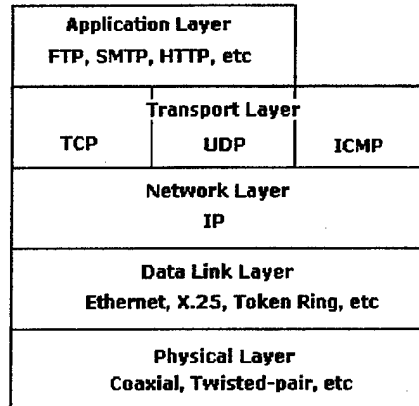 Application Layer
FTP, SMTP, HTTP, etc
Transport Layer
TCP UDP ICMP
Network Layer
IP
Data Link Layer
Ethernet, X.25, Token Ring, etc
Physical Layer
Coaxial, Twisted-pair, etc